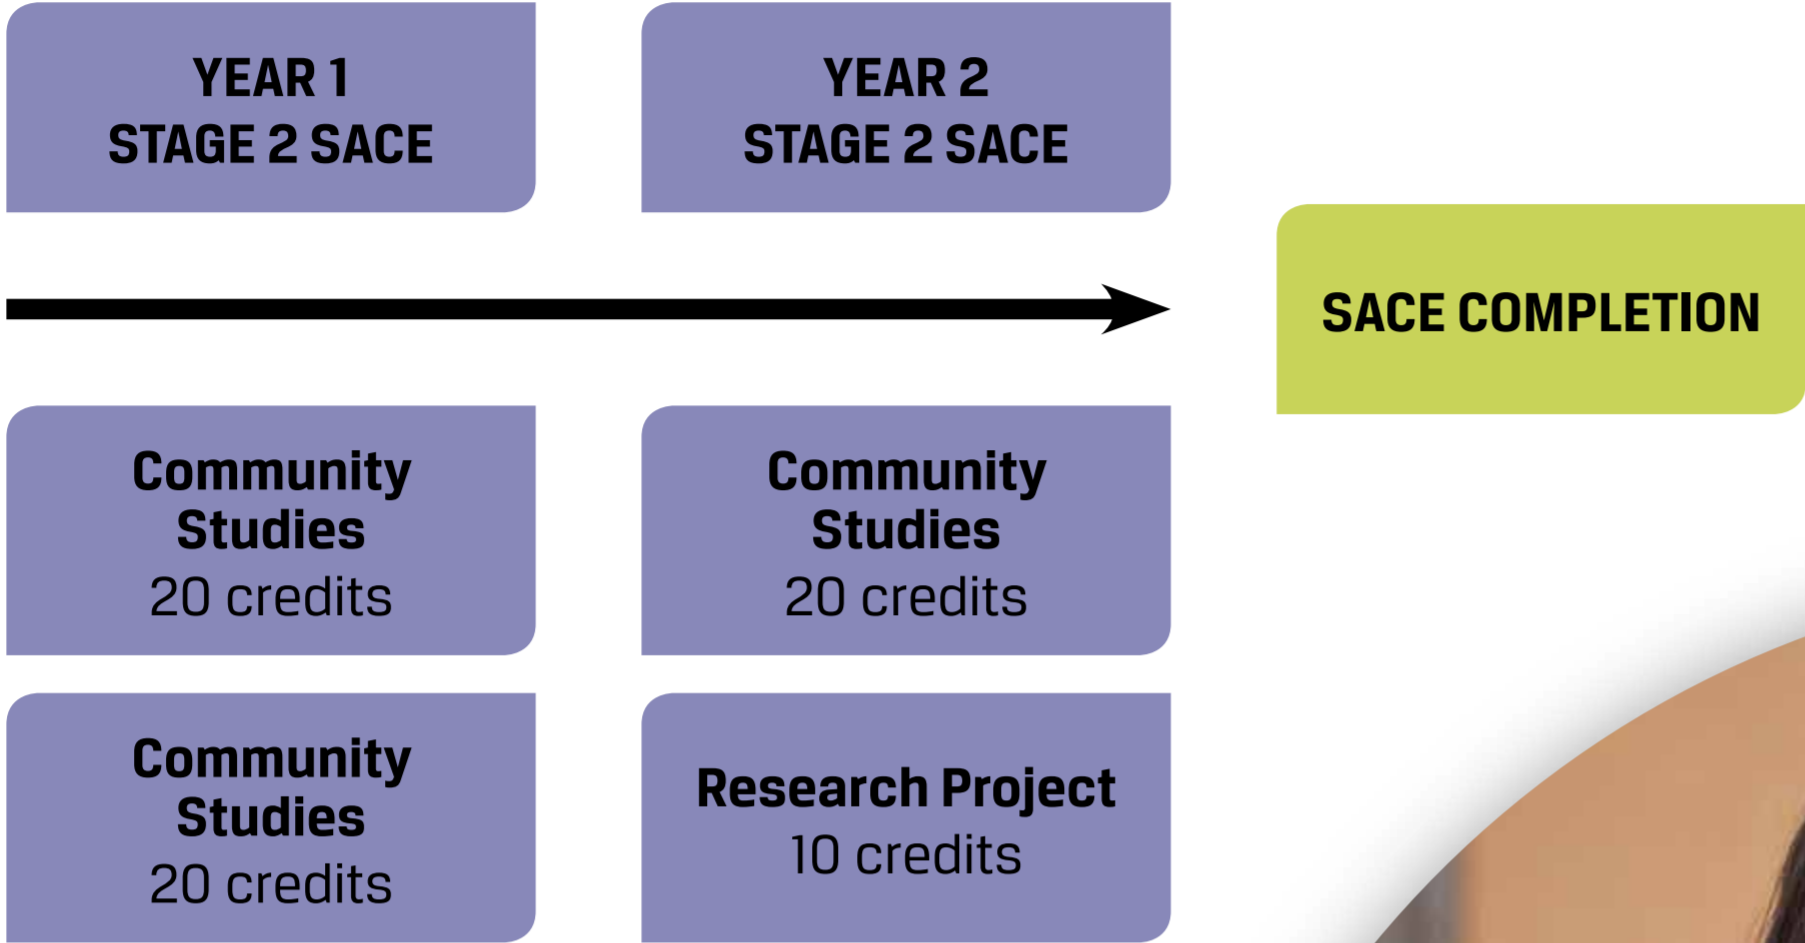 YEAR 1
STAGE 2 SACE
YEAR 2
STAGE 2 SACE
SACE COMPLETION
Community
Studies
20 credits
Community
Studies
20 credits
Community
Studies
20 credits
Research Project
10 credits